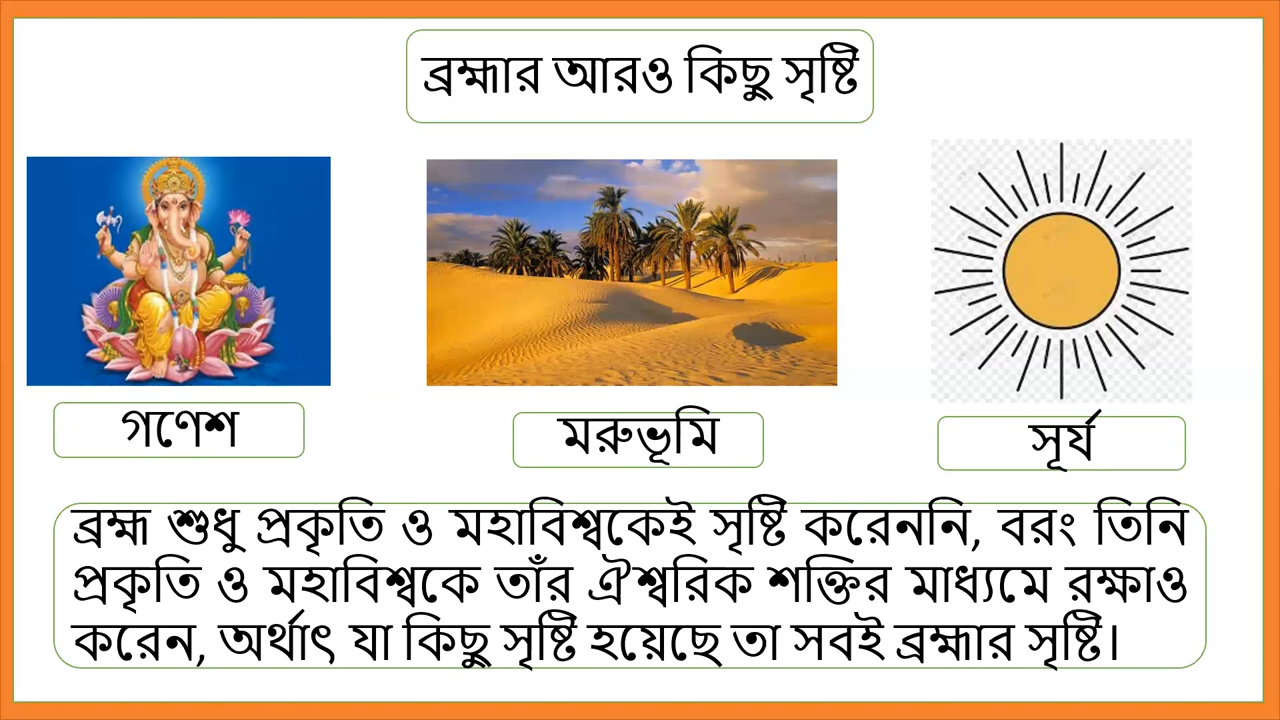 ব্রহ্মার আরও কিছু সৃষ্টি
গণেশ
মরুভূমি
সূর্য
ব্রহ্ম শুধু প্রকৃতি ও মহাবিশ্বকেই সৃষ্টি করেননি, বরং তিনি
প্রকৃতি ও মহাবিশ্বকে তাঁর ঐশ্বরিক শক্তির মাধ্যমে রক্ষাও
করেন, অর্থাৎ যা কিছু সৃষ্টি হয়েছে তা সবই ব্রহ্মার সৃষ্টি।